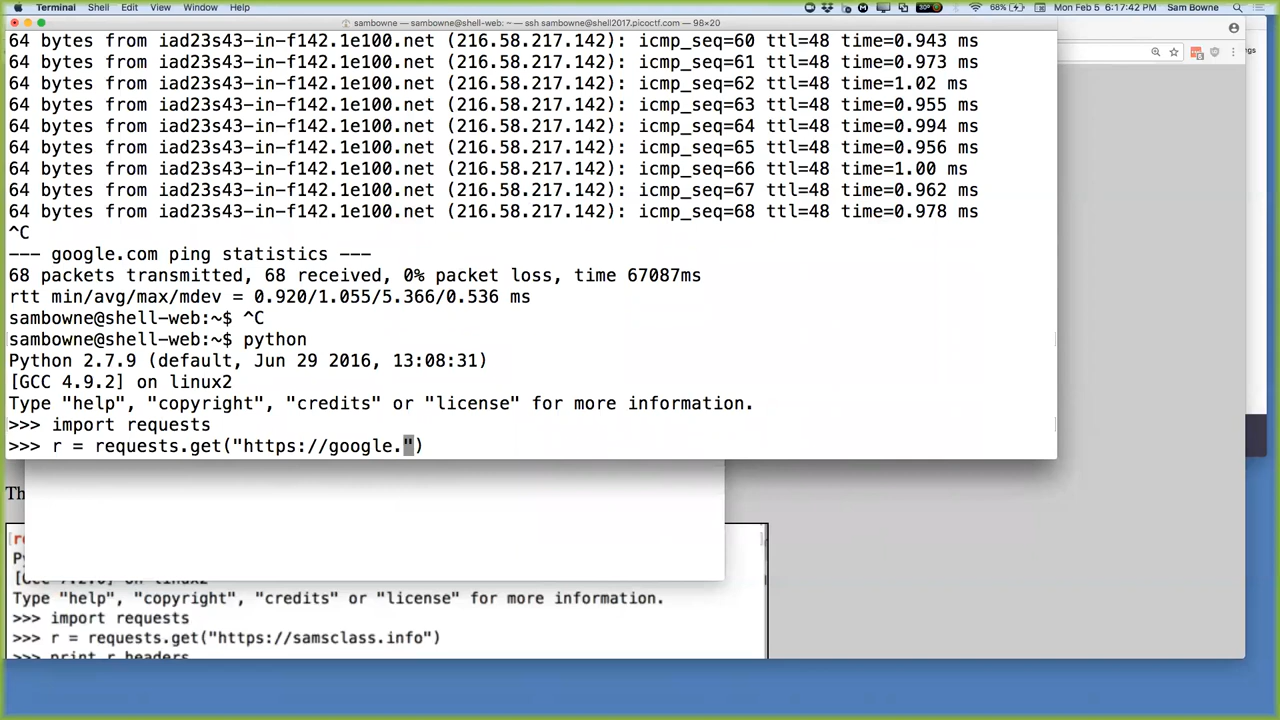 Terminal Shell Edit View Window Help 30° 68% Mon Feb 5 6:17:42 PM Sam Bowne
sambowne — sambowne@shell-web: ~ — ssh sambowne@shell2017.picoctf.com — 98×20
64 bytes from iad23s43-in-f142.1e100.net (216.58.217.142): icmp_seq=60 ttl=48 time=0.943 ms
64 bytes from iad23s43-in-f142.1e100.net (216.58.217.142): icmp_seq=61 ttl=48 time=0.973 ms
64 bytes from iad23s43-in-f142.1e100.net (216.58.217.142): icmp_seq=62 ttl=48 time=1.02 ms
64 bytes from iad23s43-in-f142.1e100.net (216.58.217.142): icmp_seq=63 ttl=48 time=0.955 ms
64 bytes from iad23s43-in-f142.1e100.net (216.58.217.142): icmp_seq=64 ttl=48 time=0.994 ms
64 bytes from iad23s43-in-f142.1e100.net (216.58.217.142): icmp_seq=65 ttl=48 time=0.956 ms
64 bytes from iad23s43-in-f142.1e100.net (216.58.217.142): icmp_seq=66 ttl=48 time=1.00 ms
64 bytes from iad23s43-in-f142.1e100.net (216.58.217.142): icmp_seq=67 ttl=48 time=0.962 ms
64 bytes from iad23s43-in-f142.1e100.net (216.58.217.142): icmp_seq=68 ttl=48 time=0.978 ms
^C
--- google.com ping statistics ---
68 packets transmitted, 68 received, 0% packet loss, time 67087ms
rtt min/avg/max/mdev = 0.920/1.055/5.366/0.536 ms
sambowne@shell-web:~$ ^C
sambowne@shell-web:~$ python
Python 2.7.9 (default, Jun 29 2016, 13:08:31)
[GCC 4.9.2] on linux2
Type "help", "copyright", "credits" or "license" for more information.
>>> import requests
>>> r = requests.get("https://google.")
Th
Type "help", "copyright", "credits" or "license" for more information.
>>> import requests
>>> r = requests.get("https://samsclass.info")
>>> print r.headers